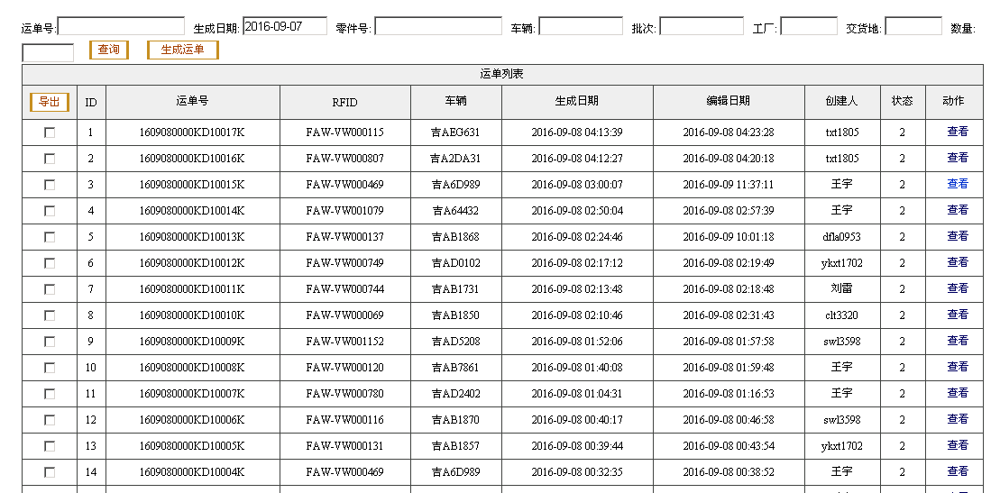 运单号: 生成日期: 2016-09-07 零件号: 车辆: 批次: 工厂: 交货地: 数量:
查询 生成运单
运单列表
导出 ID 运单号 RFID 车辆 生成日期 编辑日期 创建人 状态 动作
1 1609080000KD10017K FAW-VW000115 吉AEG631 2016-09-08 04:13:39 2016-09-08 04:23:28 txt1805 2 查看
2 1609080000KD10016K FAW-VW000807 吉A2DA31 2016-09-08 04:12:27 2016-09-08 04:20:18 txt1805 2 查看
3 1609080000KD10015K FAW-VW000469 吉A6D989 2016-09-08 03:00:07 2016-09-09 11:37:11 王宇 2 查看
4 1609080000KD10014K FAW-VW001079 吉A64432 2016-09-08 02:50:04 2016-09-08 02:57:39 王宇 2 查看
5 1609080000KD10013K FAW-VW000137 吉AB1868 2016-09-08 02:24:46 2016-09-09 10:01:18 dfla0953 2 查看
6 1609080000KD10012K FAW-VW000749 吉AD0102 2016-09-08 02:17:12 2016-09-08 02:19:49 ykxt1702 2 查看
7 1609080000KD10011K FAW-VW000744 吉AB1731 2016-09-08 02:13:48 2016-09-08 02:18:48 刘雷 2 查看
8 1609080000KD10010K FAW-VW000069 吉AB1850 2016-09-08 02:10:46 2016-09-08 02:31:43 clt3320 2 查看
9 1609080000KD10009K FAW-VW001152 吉AD5208 2016-09-08 01:52:06 2016-09-08 01:57:58 swl3598 2 查看
10 1609080000KD10008K FAW-VW000120 吉AB7861 2016-09-08 01:40:08 2016-09-08 01:59:48 王宇 2 查看
11 1609080000KD10007K FAW-VW000780 吉AD2402 2016-09-08 01:04:31 2016-09-08 01:16:53 王宇 2 查看
12 1609080000KD10006K FAW-VW000116 吉AB1870 2016-09-08 00:40:17 2016-09-08 00:46:58 swl3598 2 查看
13 1609080000KD10005K FAW-VW000131 吉AB1857 2016-09-08 00:39:44 2016-09-08 00:43:54 ykxt1702 2 查看
14 1609080000KD10004K FAW-VW000469 吉A6D989 2016-09-08 00:32:35 2016-09-08 00:38:52 王宇 2 查看